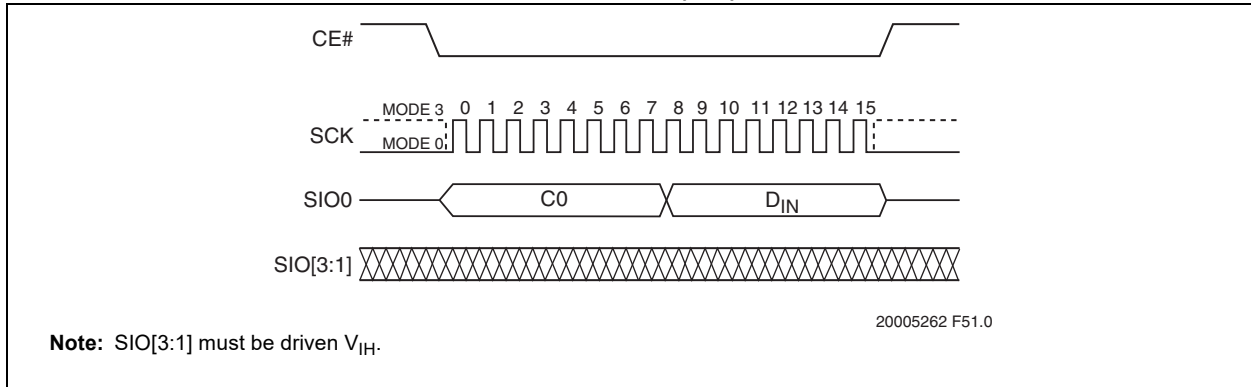 CE#
MODE 3 0 1 2 3 4 5 6 7 8 9 10 11 12 13 14 15
SCK
MODE 0
SIO0 C0 DIN
SIO[3:1]
20005262 F51.0
Note: SIO[3:1] must be driven VIH.